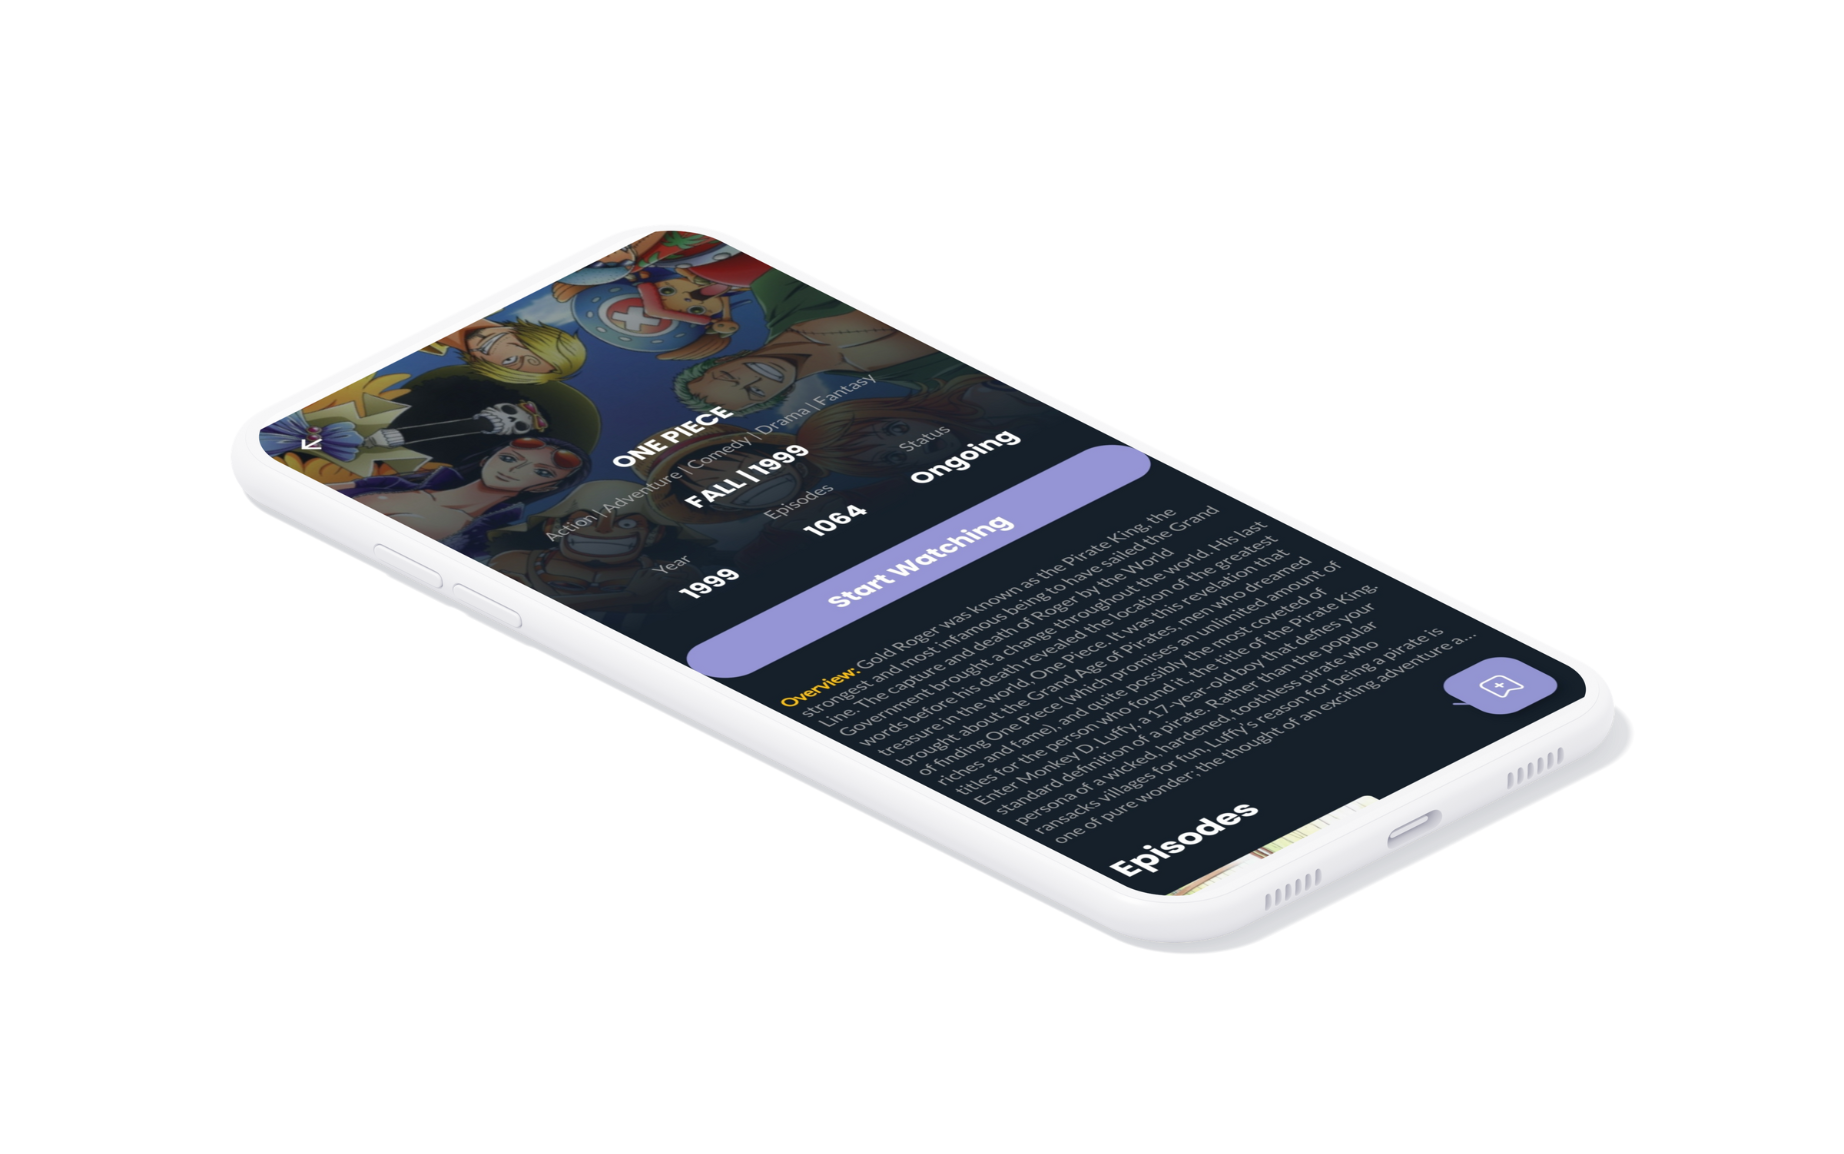 ONE PIECE
Action | Adventure | Comedy | Drama | Fantasy
FALL | 1999
Year
Episodes
Status
1999
1064
Ongoing
Start Watching
Overview: Gold Roger was known as the Pirate King, the
strongest and most infamous being to have sailed the Grand
Line. The capture and death of Roger by the World
Government brought a change throughout the world. His last
words before his death revealed the location of the greatest
treasure in the world, One Piece. It was this revelation that
brought about the Grand Age of Pirates, men who dreamed
of finding One Piece (which promises an unlimited amount of
riches and fame), and quite possibly the most coveted of
titles for the person who found it, the title of the Pirate King.
Enter Monkey D. Luffy, a 17-year-old boy that defies your
standard definition of a pirate. Rather than the popular
persona of a wicked, hardened, toothless pirate who
ransacks villages for fun, Luffy's reason for being a pirate is
one of pure wonder; the thought of an exciting adventure a...
Episodes